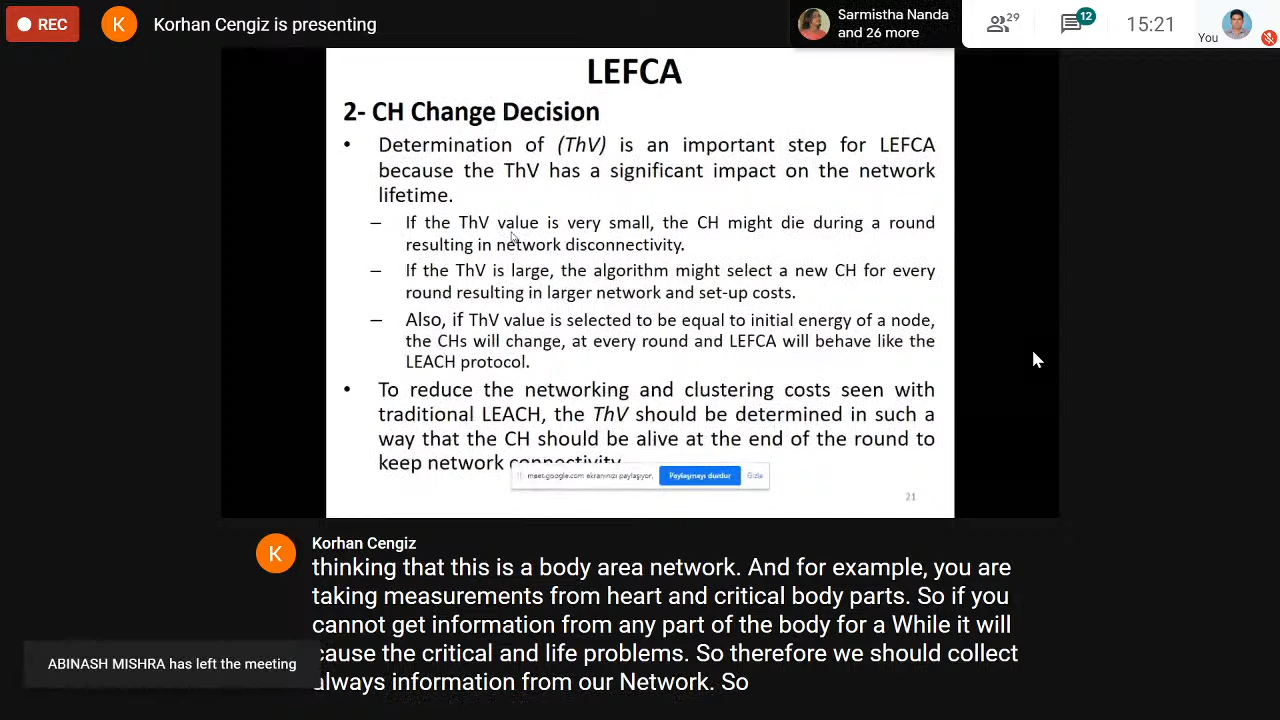 REC
K
Korhan Cengiz is presenting
Sarmistha Nanda
and 26 more
29
12
15:21
You
LEFCA
2- CH Change Decision
• Determination of (ThV) is an important step for LEFCA
because the ThV has a significant impact on the network
lifetime.
– If the ThV value is very small, the CH might die during a round
resulting in network disconnectivity.
– If the ThV is large, the algorithm might select a new CH for every
round resulting in larger network and set-up costs.
– Also, if ThV value is selected to be equal to initial energy of a node,
the CHs will change, at every round and LEFCA will behave like the
LEACH protocol.
• To reduce the networking and clustering costs seen with
traditional LEACH, the ThV should be determined in such a
way that the CH should be alive at the end of the round to
keep network connectivity.
meet.google.com ekranınızı paylaşıyor.
Paylaşmayı durdur
Gizle
21
K
Korhan Cengiz
thinking that this is a body area network. And for example, you are
taking measurements from heart and critical body parts. So if you
cannot get information from any part of the body for a While it will
cause the critical and life problems. So therefore we should collect
always information from our Network. So
ABINASH MISHRA has left the meeting